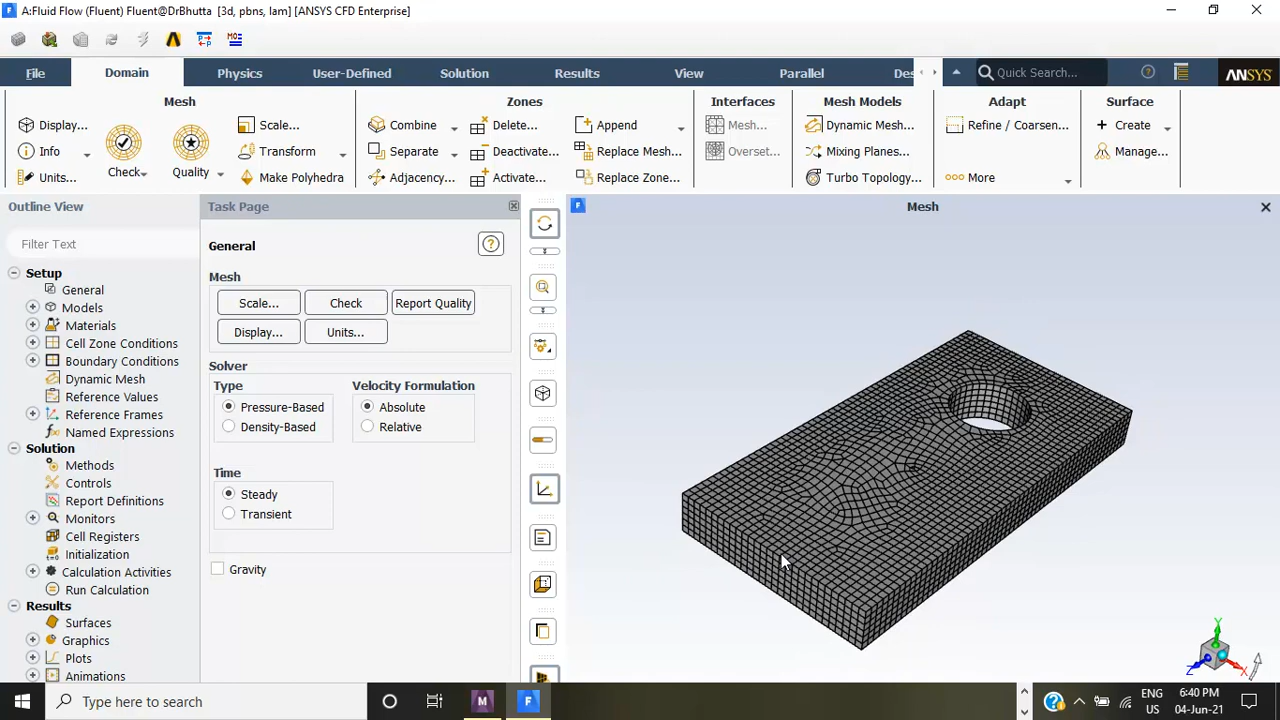 A:Fluid Flow (Fluent) Fluent@DrBhutta [3d, pbns, lam] [ANSYS CFD Enterprise]
File Domain Physics User-Defined Solution Results View Parallel Quick Search... ANSYS
Mesh Zones Interfaces Mesh Models Adapt Surface
Display... Scale... Combine Delete... Append Mesh... Dynamic Mesh... Refine / Coarsen... Create
Info Transform Separate Deactivate... Replace Mesh... Overset... Mixing Planes... Manage...
Check Quality
Units... Make Polyhedra Adjacency... Activate... Replace Zone... Turbo Topology... More
Outline View Task Page Mesh
Filter Text
General
Setup
General
Models
Materials
Cell Zone Conditions
Boundary Conditions
Dynamic Mesh
Reference Values
Reference Frames
Named Expressions
Solution
Methods
Controls
Report Definitions
Monitors
Cell Registers
Initialization
Calculation Activities
Run Calculation
Results
Surfaces
Graphics
Plots
Animations
Mesh
Scale... Check Report Quality
Display... Units...
Solver
Type Velocity Formulation
Pressure-Based Absolute
Density-Based Relative
Time
Steady
Transient
Gravity
Y
Z X
Type here to search
M F
ENG
US
6:40 PM
04-Jun-21